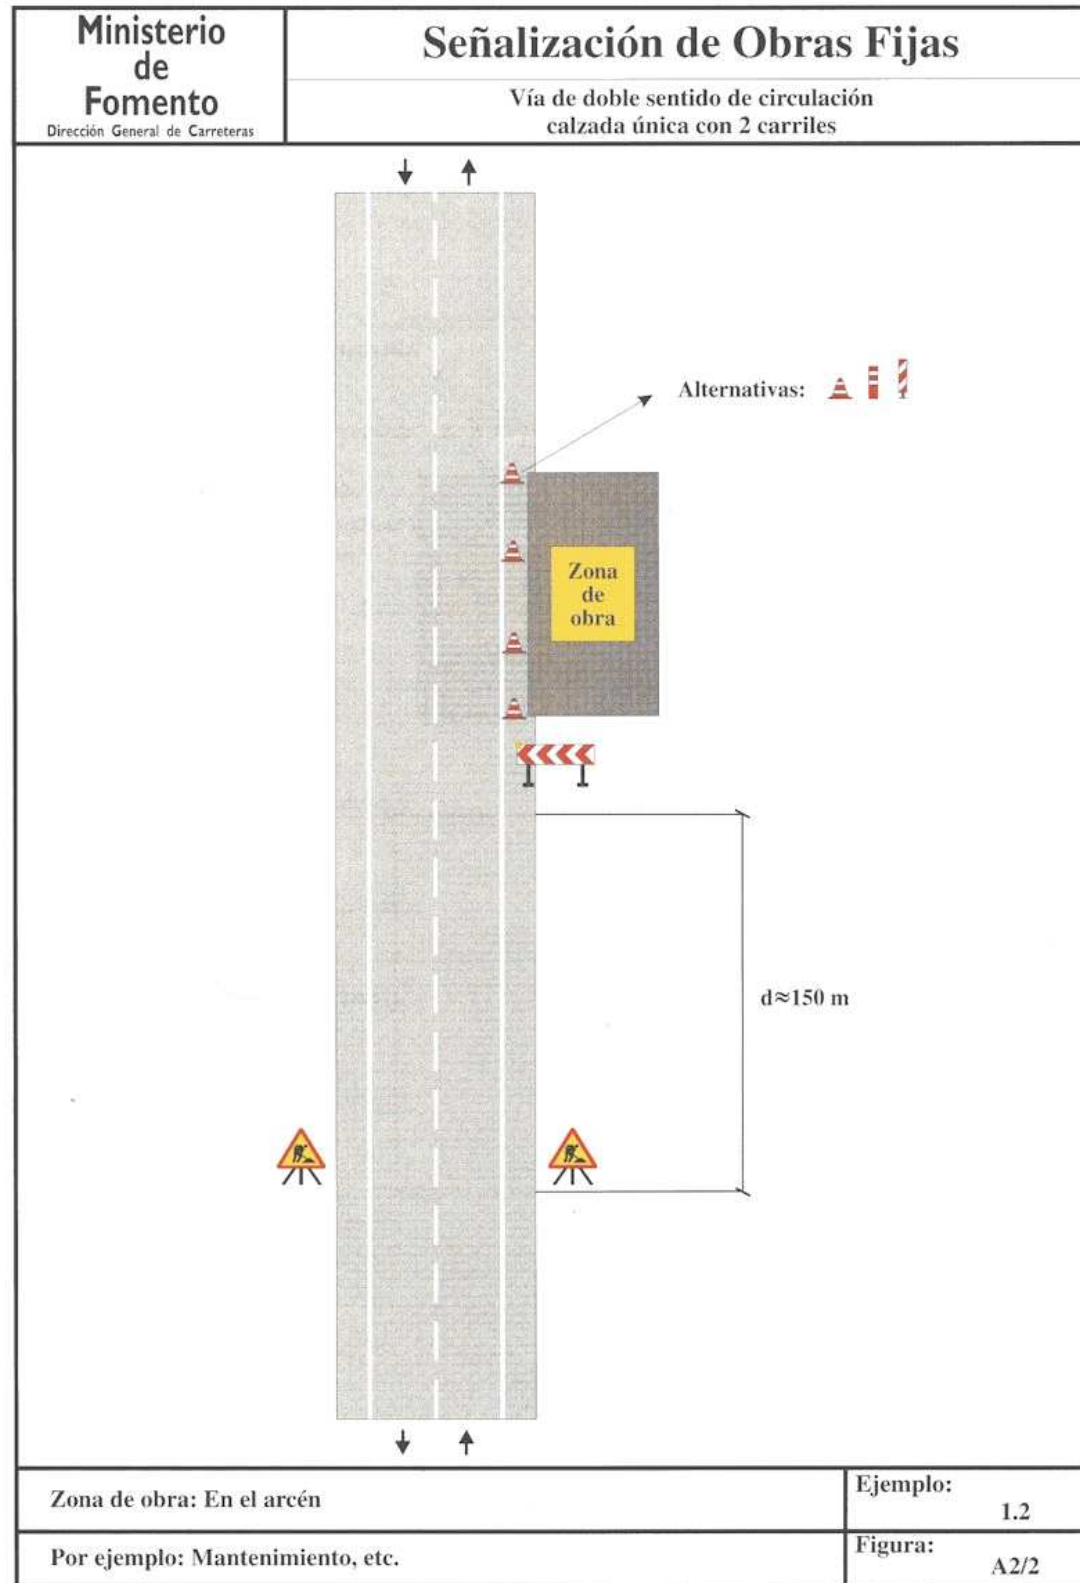 Ministerio
de
Fomento
Dirección General de Carreteras
Señalización de Obras Fijas
Vía de doble sentido de circulación
calzada única con 2 carriles
Alternativas:
Zona
de
obra
d≈150 m
Zona de obra: En el arcén
Ejemplo:
1.2
Por ejemplo: Mantenimiento, etc.
Figura:
A2/2